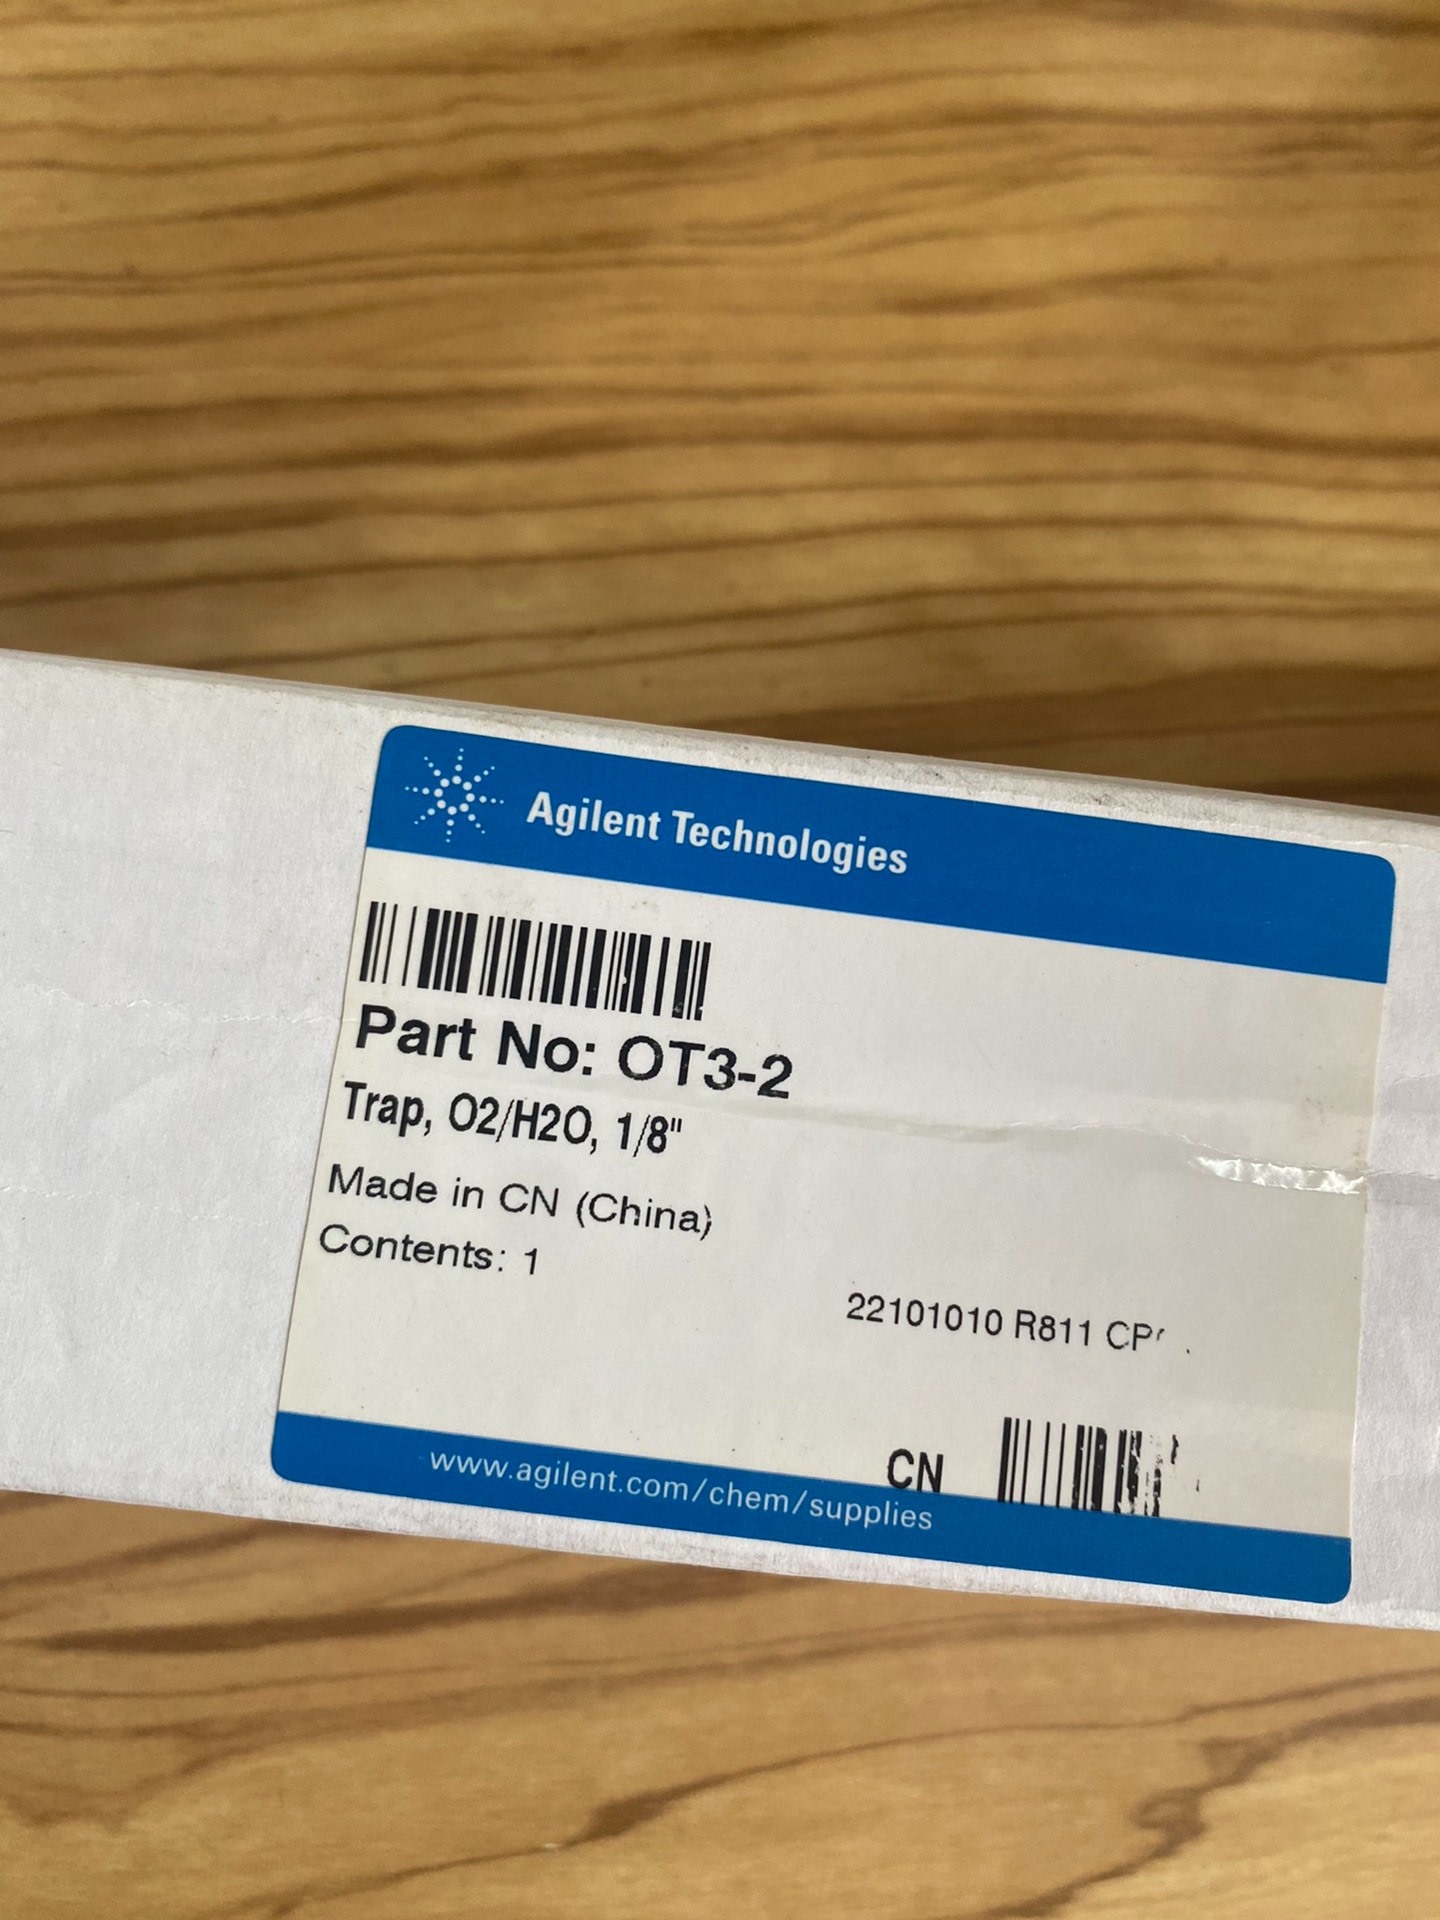 Agilent Technologies
Part No: OT3-2
Trap, O2/H2O, 1/8"
Made in CN (China)
Contents: 1
22101010 R811
CN
www.agilent.com/chem/supplies